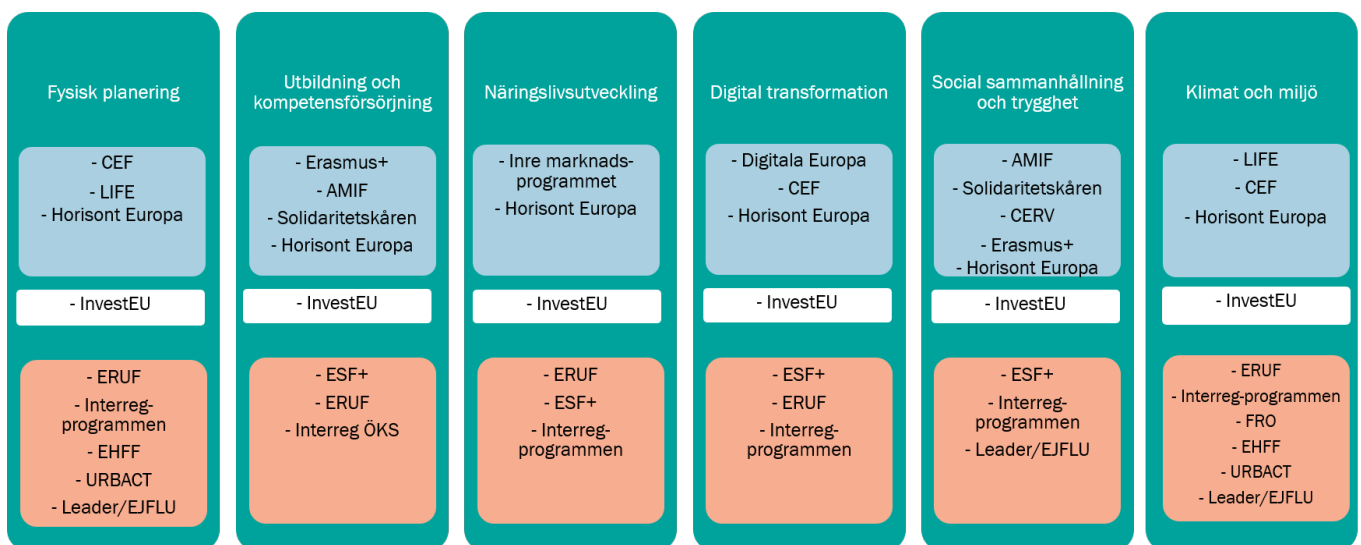 Fysisk planering
- CEF
- LIFE
- Horisont Europa
- InvestEU
- ERUF
- Interreg-
programmen
- EHFF
- URBACT
- Leader/EJFLU
Utbildning och
kompetensförsörjning
- Erasmus+
- AMIF
- Solidaritetskåren
- Horisont Europa
- InvestEU
- ESF+
- ERUF
- Interreg ÖKS
Näringslivsutveckling
- Inre marknads-
programmet
- Horisont Europa
- InvestEU
- ERUF
- ESF+
- Interreg-
programmen
Digital transformation
- Digitala Europa
- CEF
- Horisont Europa
- InvestEU
- ESF+
- ERUF
- Interreg-
programmen
Social sammanhållning
och trygghet
- AMIF
- Solidaritetskåren
- CERV
- Erasmus+
- Horisont Europa
- InvestEU
- ESF+
- Interreg-
programmen
- Leader/EJFLU
Klimat och miljö
- LIFE
- CEF
- Horisont Europa
- InvestEU
- ERUF
- Interreg-programmen
- FRO
- EHFF
- URBACT
- Leader/EJFLU